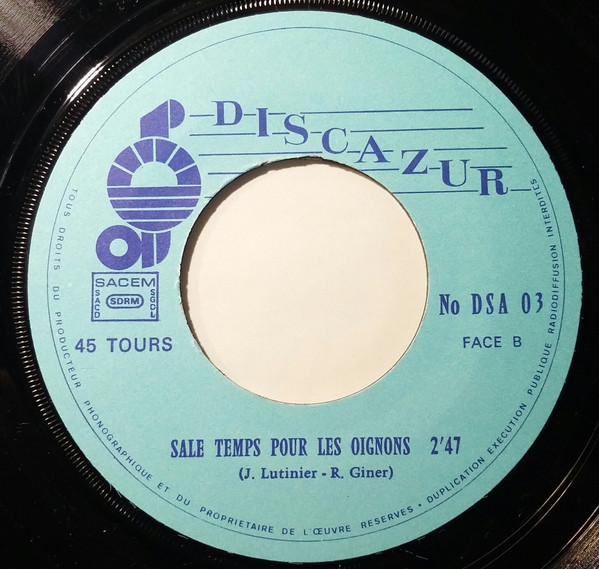 DISCAZUR
SACEM
SACD
SDRM
SGDL
No DSA 03
45 TOURS
FACE B
SALE TEMPS POUR LES OIGNONS 2'47
(J. Lutinier - R. Giner)
TOUS DROITS DU PRODUCTEUR PHONOGRAPHIQUE ET DU PROPRIETAIRE DE L'ŒUVRE RESERVES • DUPLICATION EXECUTION PUBLIQUE RADIODIFFUSION INTERDITES